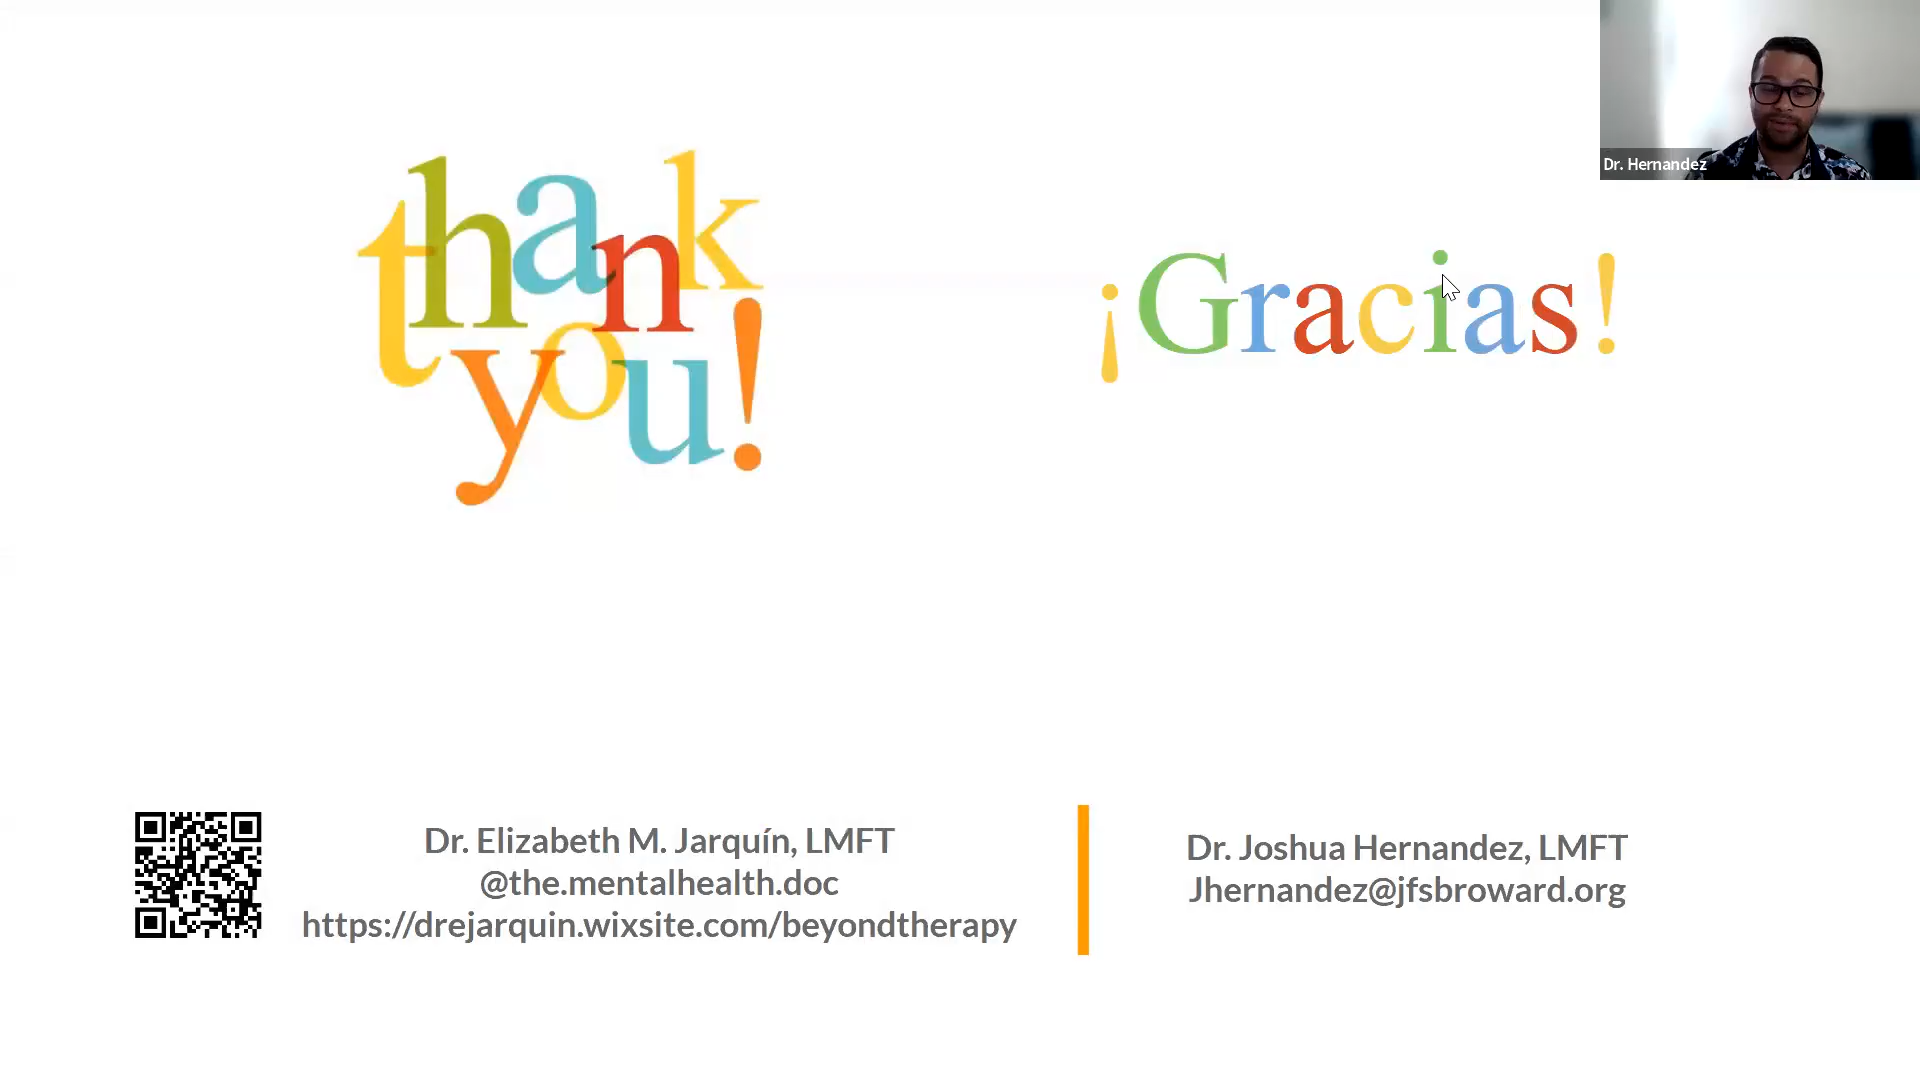 thank
you!
¡Gracias!
Dr. Hernandez
Dr. Elizabeth M. Jarquín, LMFT
@the.mentalhealth.doc
https://drejarquin.wixsite.com/beyondtherapy
Dr. Joshua Hernandez, LMFT
Jhernandez@jfsbroward.org